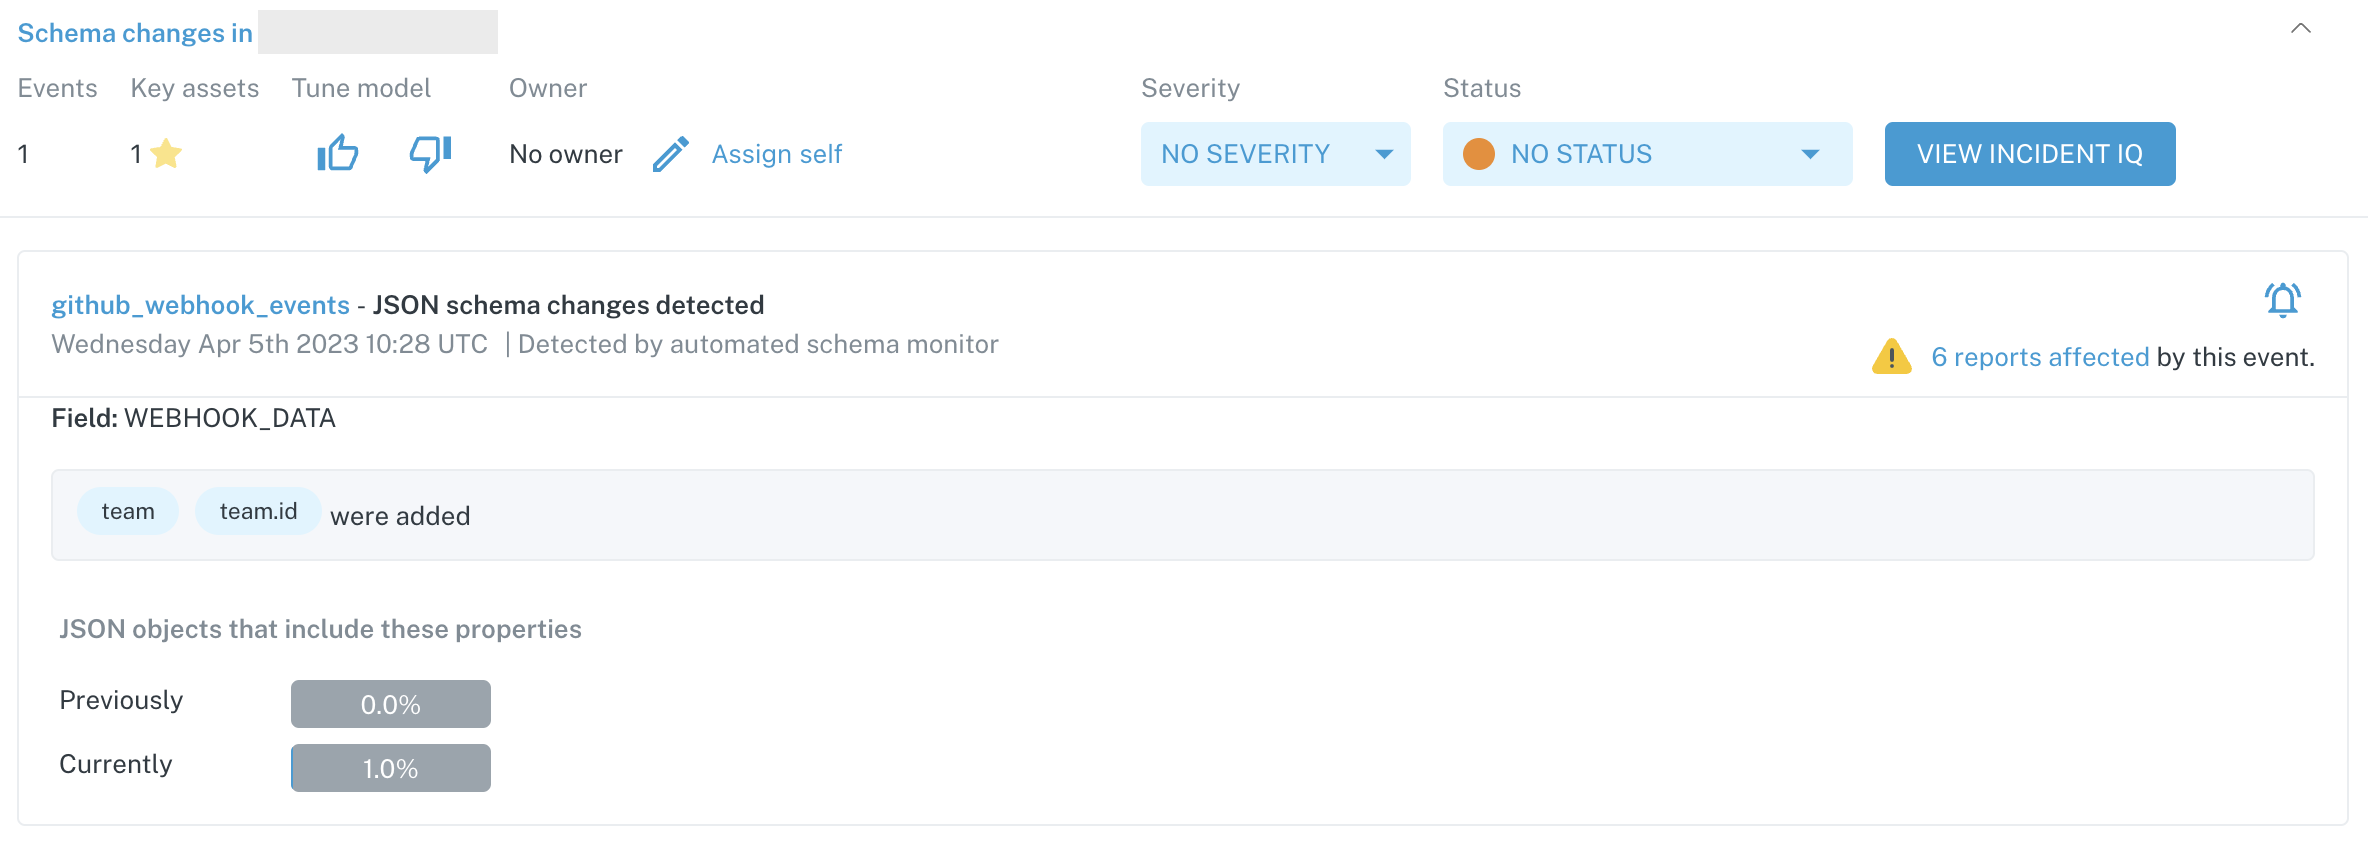 Schema changes in
Events Key assets Tune model Owner Severity Status
1 1 No owner Assign self NO SEVERITY NO STATUS VIEW INCIDENT IQ
github_webhook_events - JSON schema changes detected
Wednesday Apr 5th 2023 10:28 UTC | Detected by automated schema monitor
6 reports affected by this event.
Field: WEBHOOK_DATA
team team.id were added
JSON objects that include these properties
Previously 0.0%
Currently 1.0%